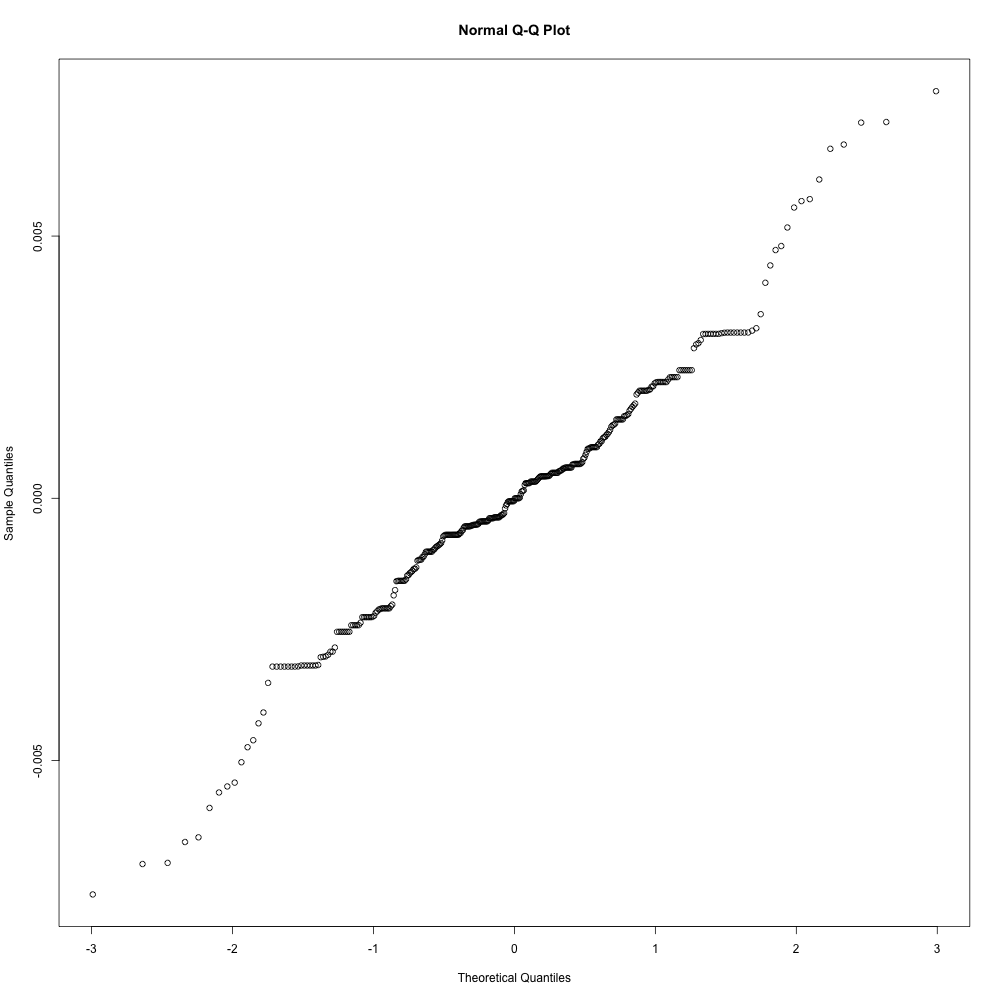 Normal Q-Q Plot
Sample Quantiles
0.005
0.000
-0.005
-3 -2 -1 0 1 2 3
Theoretical Quantiles